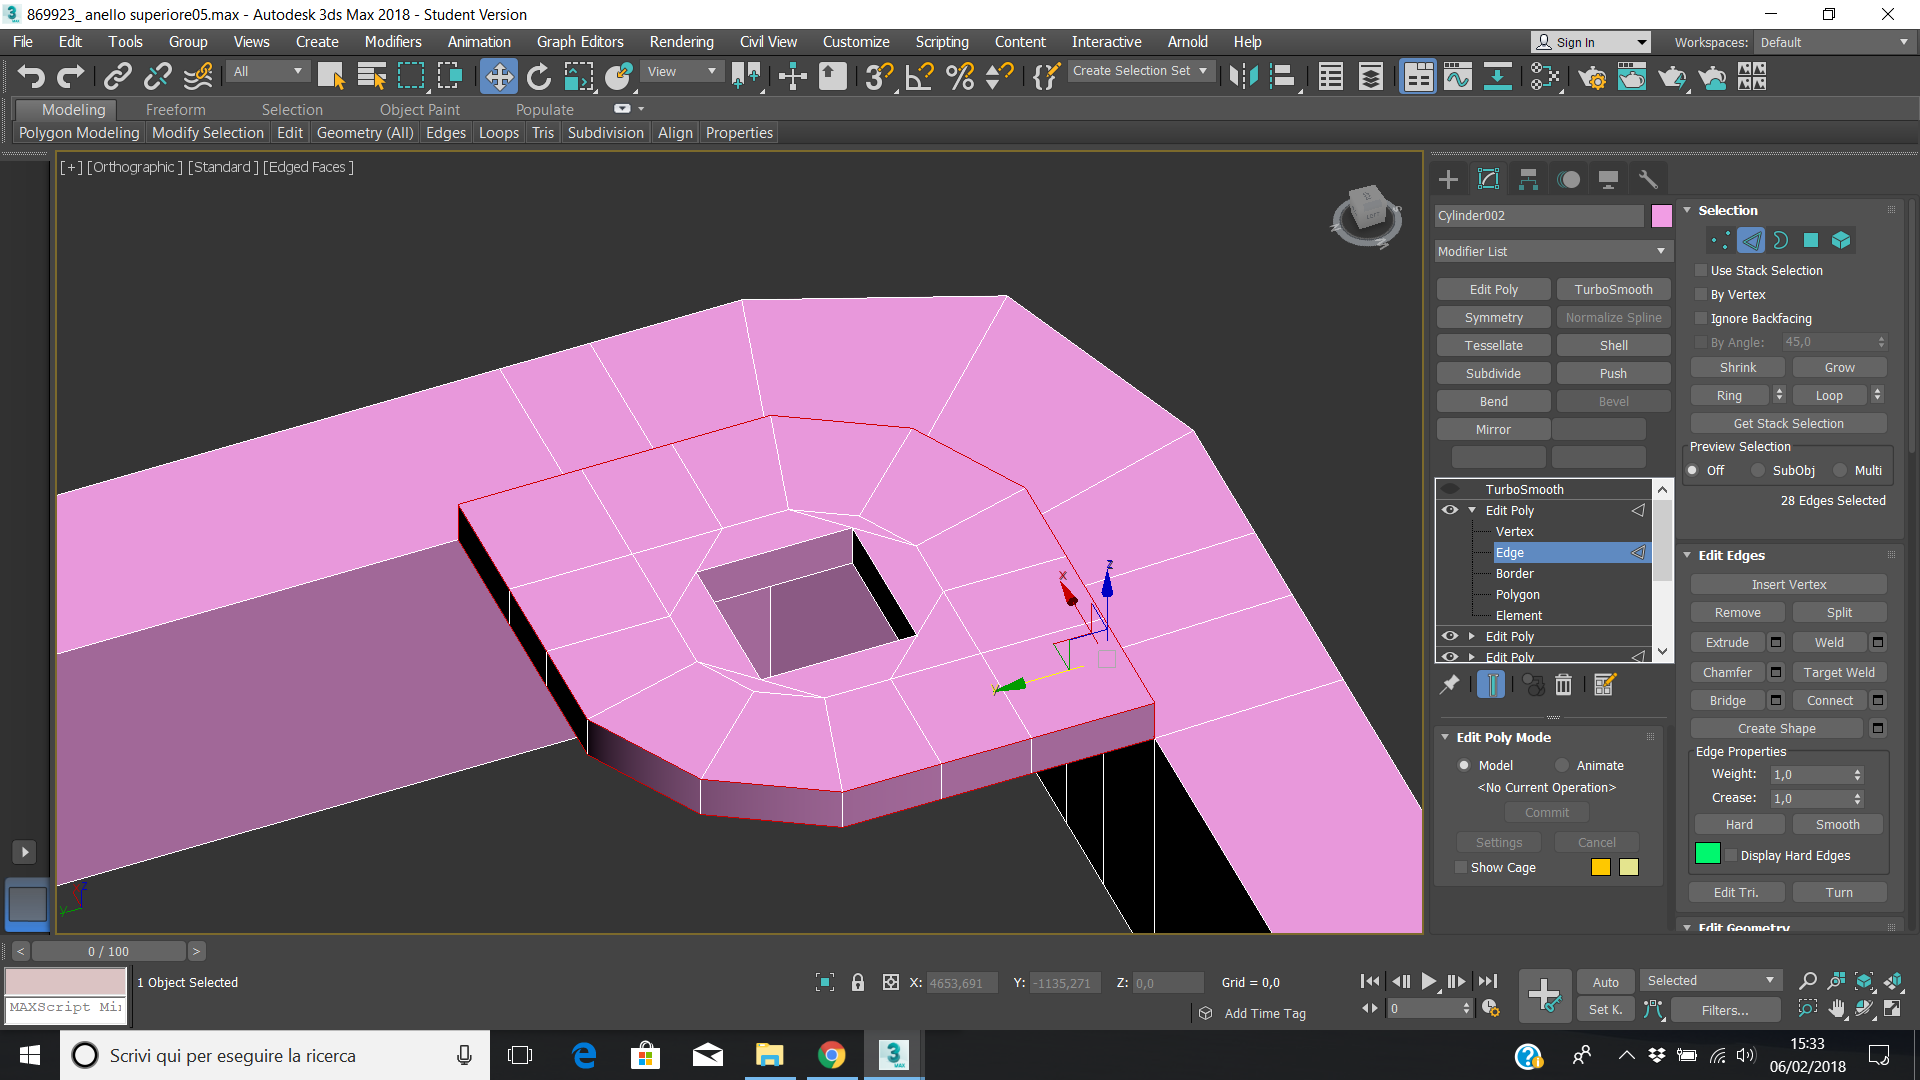 869923_ anello superiore05.max - Autodesk 3ds Max 2018 - Student Version
File Edit Tools Group Views Create Modifiers Animation Graph Editors Rendering Civil View Customize Scripting Content Interactive Arnold Help Sign In Workspaces: Default
All View Create Selection Set
Modeling Freeform Selection Object Paint Populate
Polygon Modeling Modify Selection Edit Geometry (All) Edges Loops Tris Subdivision Align Properties
[+] [Orthographic] [Standard] [Edged Faces]
Cylinder002
Modifier List
Edit Poly TurboSmooth
Symmetry Normalize Spline
Tessellate Shell
Subdivide Push
Bend Bevel
Mirror
TurboSmooth
Edit Poly
Vertex
Edge
Border
Polygon
Element
Edit Poly
Edit Poly
Edit Poly Mode
Model Animate
<No Current Operation>
Commit
Settings Cancel
Show Cage
Selection
Use Stack Selection
By Vertex
Ignore Backfacing
By Angle: 45,0
Shrink Grow
Ring Loop
Get Stack Selection
Preview Selection
Off SubObj Multi
28 Edges Selected
Edit Edges
Insert Vertex
Remove Split
Extrude Weld
Chamfer Target Weld
Bridge Connect
Create Shape
Edge Properties
Weight: 1,0
Crease: 1,0
Hard Smooth
Display Hard Edges
Edit Tri. Turn
Edit Geometry
x
z
y
z
y
< 0 / 100 >
1 Object Selected
MAXScript Mi
X: 4653,691 Y: -1135,271 Z: 0,0 Grid = 0,0
Add Time Tag
0
Auto Selected
Set K. Filters...
Scrivi qui per eseguire la ricerca
15:33
06/02/2018